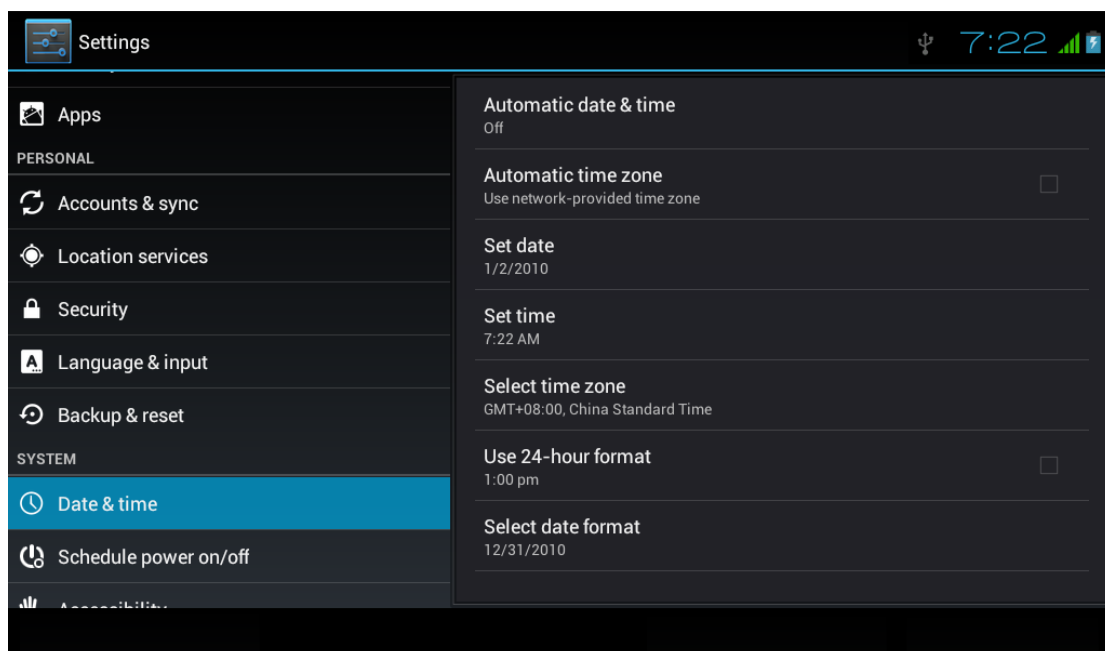 Settings
7:22
Apps
PERSONAL
Accounts & sync
Location services
Security
Language & input
Backup & reset
SYSTEM
Date & time
Schedule power on/off
Accessibility
Automatic date & time
Off
Automatic time zone
Use network-provided time zone
Set date
1/2/2010
Set time
7:22 AM
Select time zone
GMT+08:00, China Standard Time
Use 24-hour format
1:00 pm
Select date format
12/31/2010